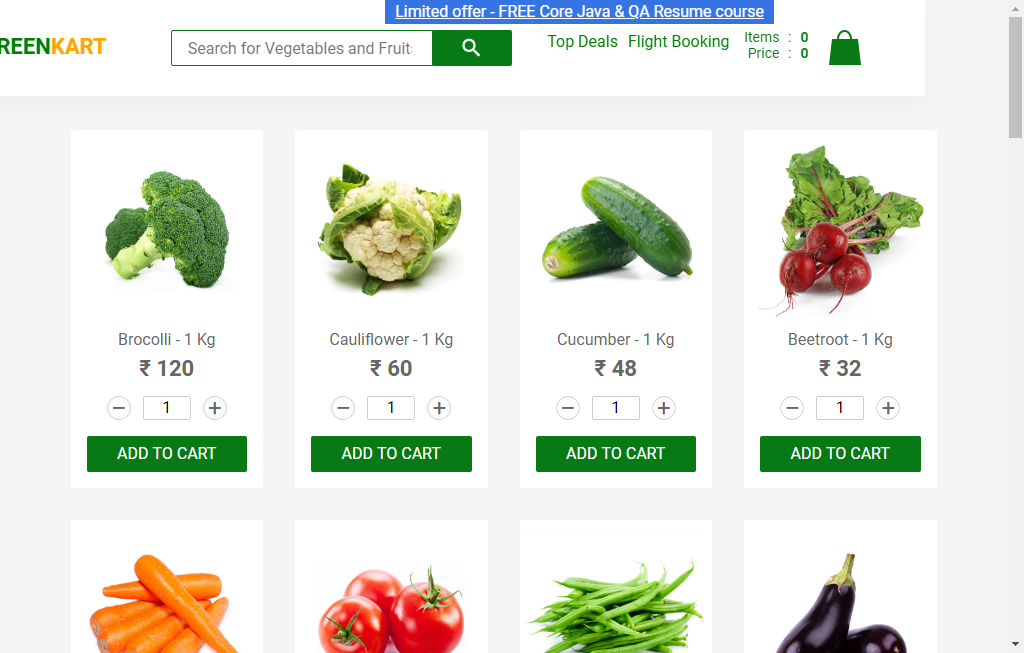 Limited offer - FREE Core Java & QA Resume course
REENKART
Search for Vegetables and Fruit
Top Deals Flight Booking
Items : 0
Price : 0
Brocolli - 1 Kg
₹ 120
1
ADD TO CART
Cauliflower - 1 Kg
₹ 60
1
ADD TO CART
Cucumber - 1 Kg
₹ 48
1
ADD TO CART
Beetroot - 1 Kg
₹ 32
1
ADD TO CART